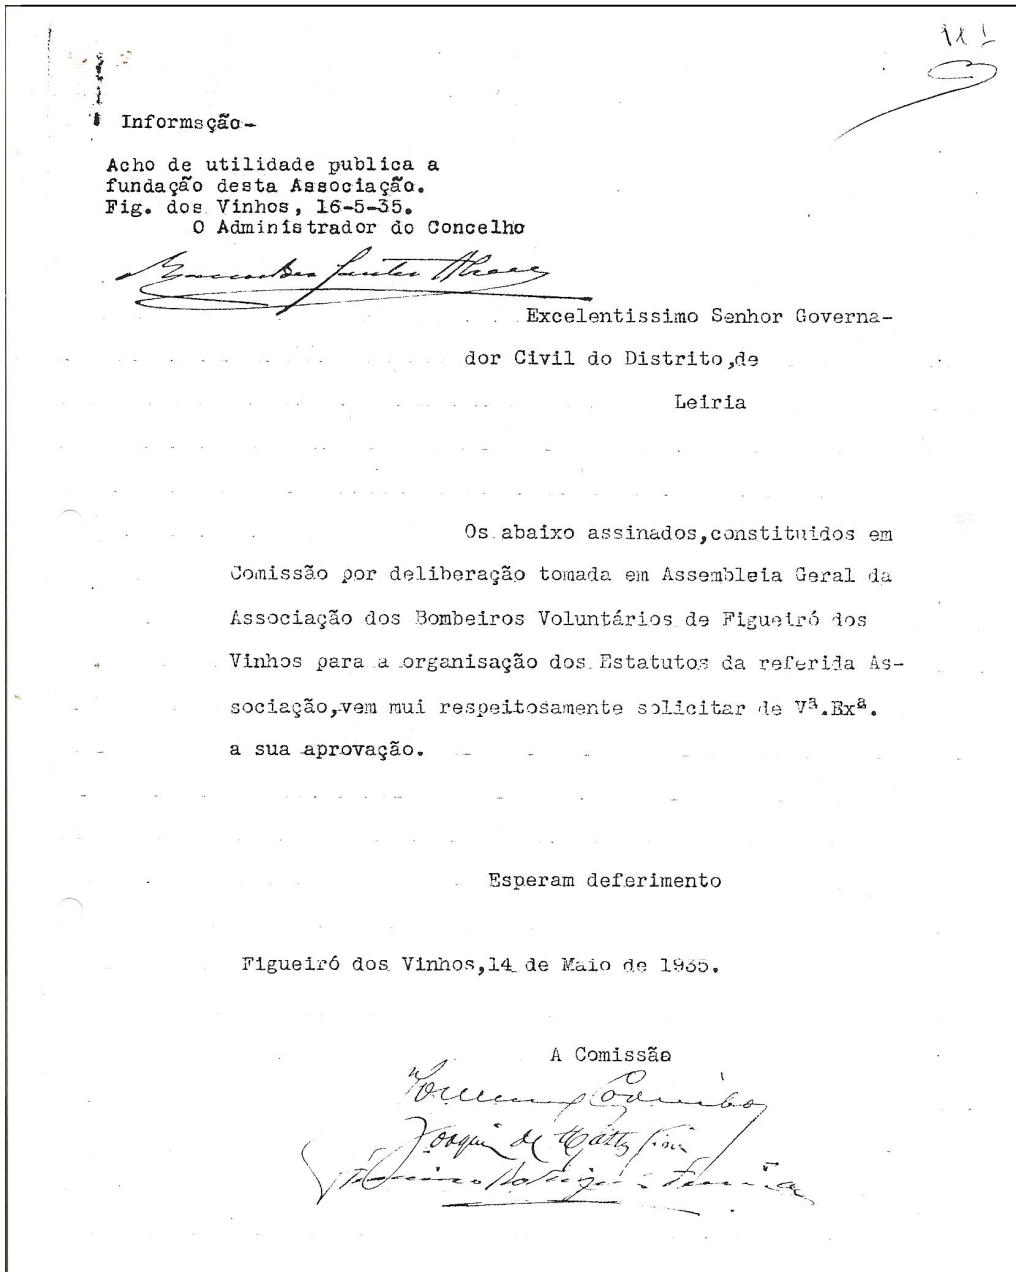 Informsção-
Acho de utilidade publica a
fundação desta Associação.
Fig. dos Vinhos, 16-5-35.
O Administrador do Concelho
Excelentissimo Senhor Governa-
dor Civil do Distrito,de
Leiria
Os abaixo assinados,constituidos em
Comissão por deliberação tomada em Assembleia Geral da
Associação dos Bombeiros Voluntários de Figueiró dos
Vinhos para a organisação dos Estatutos da referida As-
sociação,vem mui respeitosamente solicitar de Vª.Exª.
a sua aprovação.
Esperam deferimento
Figueiró dos Vinhos,14 de Maio de 1935.
A Comissão
Joaquim de